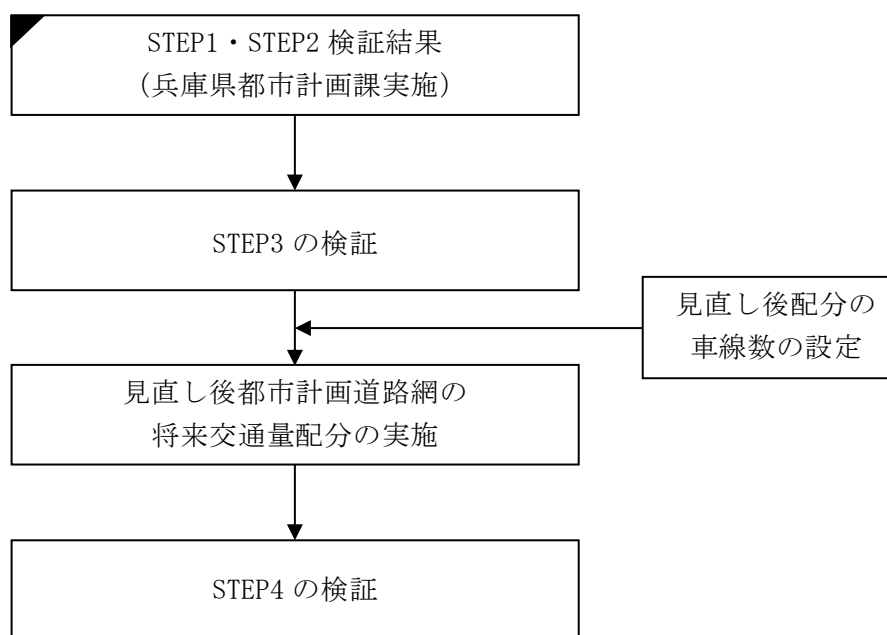 STEP1・STEP2 検証結果
（兵庫県都市計画課実施）
STEP3 の検証
見直し後配分の
車線数の設定
見直し後都市計画道路網の
将来交通量配分の実施
STEP4 の検証